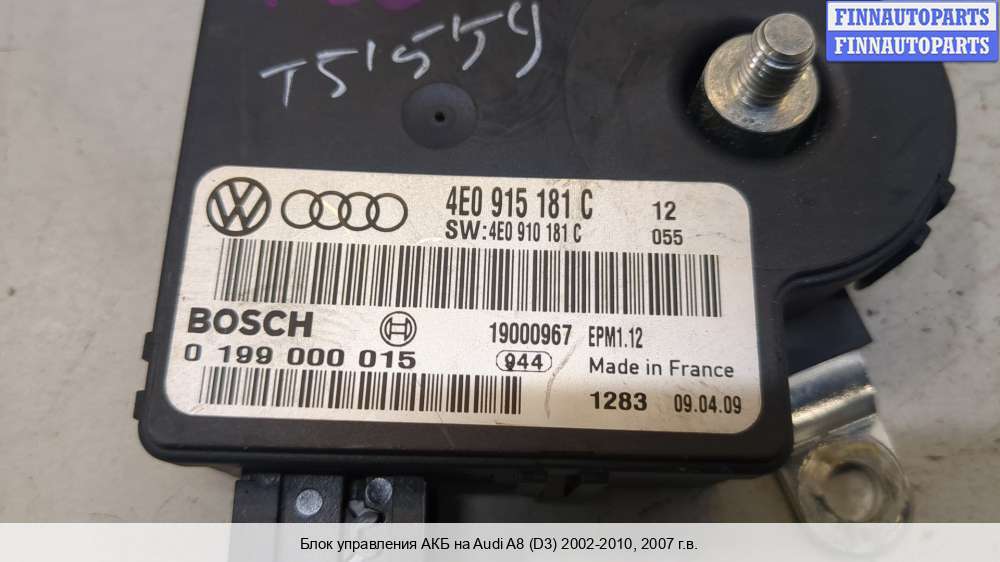 FINNAUTOPARTS
FINNAUTOPARTS
T51559
4E0 915 181 C 12
SW:4E0 910 181 C 055
BOSCH 19000967 EPM1.12
0 199 000 015 944 Made in France
1283 09.04.09
Блок управления АКБ на Audi A8 (D3) 2002-2010, 2007 г.в.